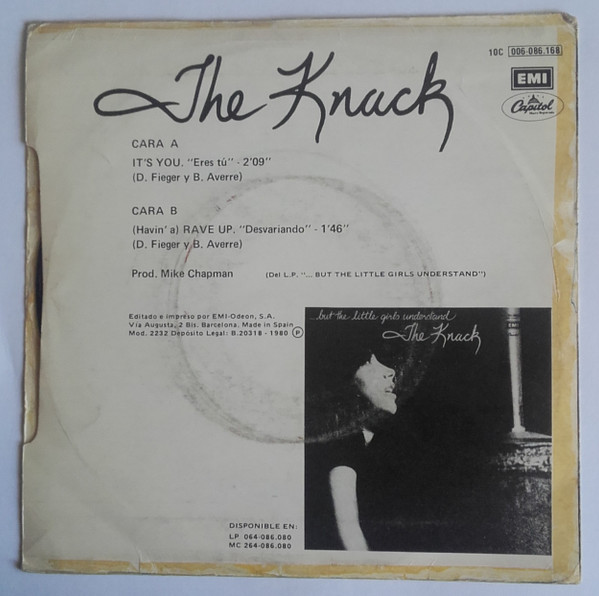 10C 006-086.168
The Knack
EMI
Capitol
CARA A
IT'S YOU. "Eres tú" - 2'09"
(D. Fieger y B. Averre)
CARA B
(Havin' a) RAVE UP. "Desvariando" - 1'46"
(D. Fieger y B. Averre)
Prod. Mike Chapman (Del L.P. "... BUT THE LITTLE GIRLS UNDERSTAND")
Editado e impreso por EMI-Odeon, S.A.
Vía Augusta, 2 Bis. Barcelona. Made in Spain
Mod. 2232 Depósito Legal: B.20318 - 1980 Ⓟ
...but the little girls understand
The Knack
DISPONIBLE EN:
LP 064-086.080
MC 264-086.080